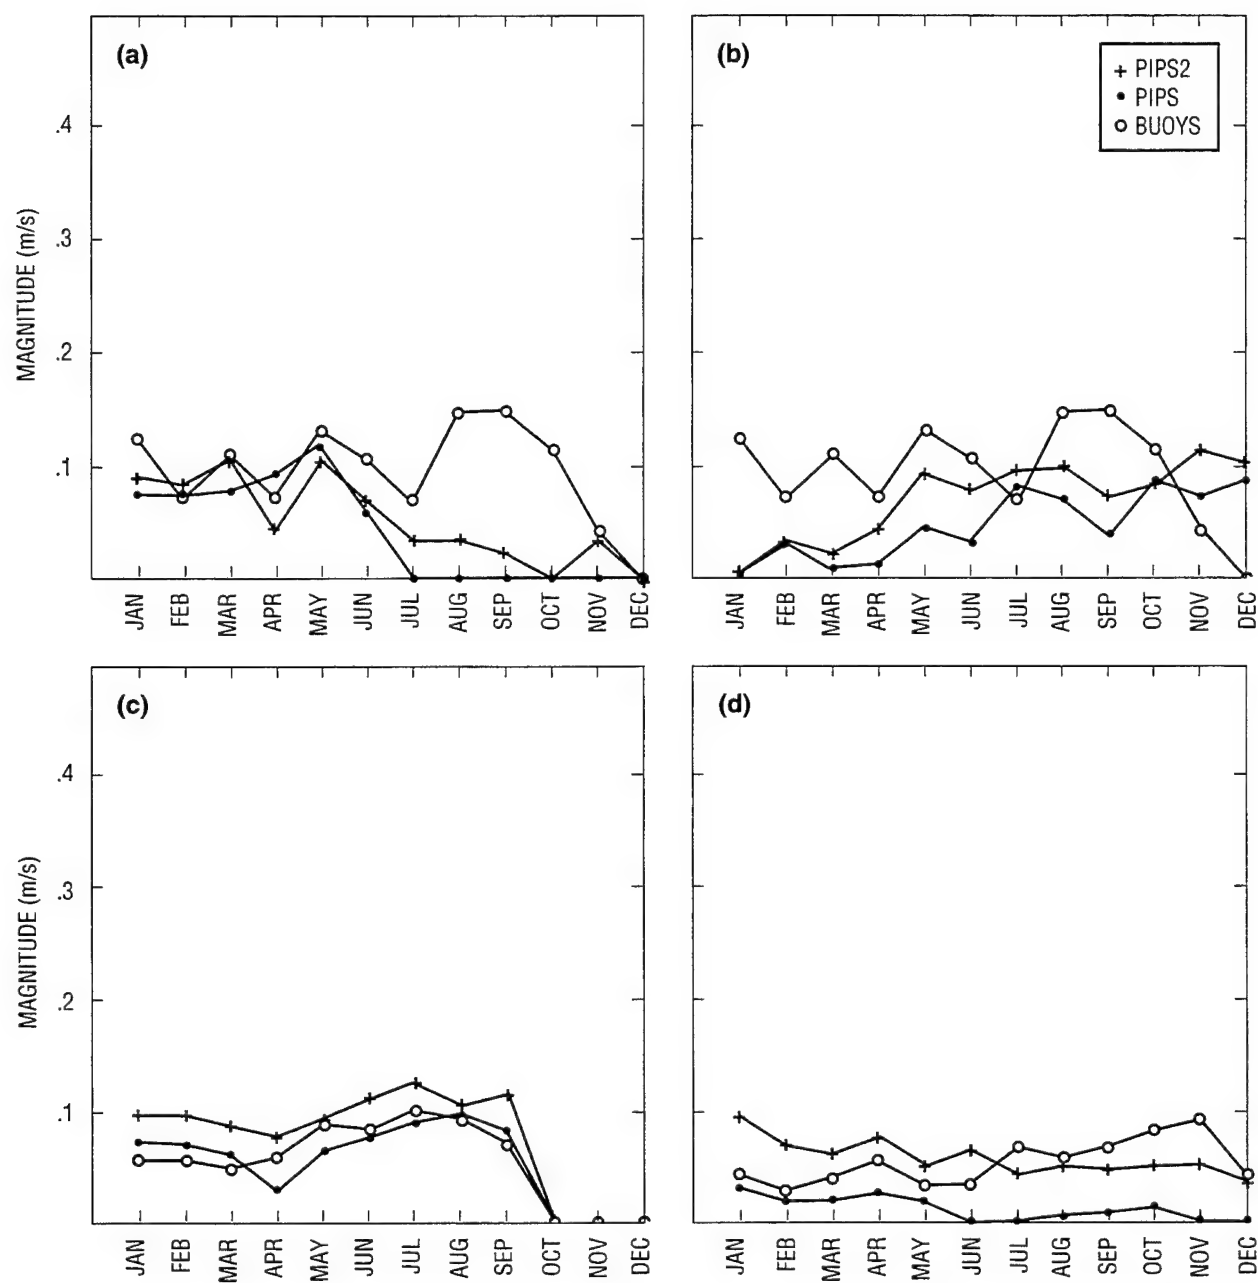 (a)
.4
.3
.2
.1
MAGNITUDE (m/s)
JAN FEB MAR APR MAY JUN JUL AUG SEP OCT NOV DEC
(b)
+ PIPS2
• PIPS
○ BUOYS
JAN FEB MAR APR MAY JUN JUL AUG SEP OCT NOV DEC
(c)
.4
.3
.2
.1
MAGNITUDE (m/s)
JAN FEB MAR APR MAY JUN JUL AUG SEP OCT NOV DEC
(d)
JAN FEB MAR APR MAY JUN JUL AUG SEP OCT NOV DEC